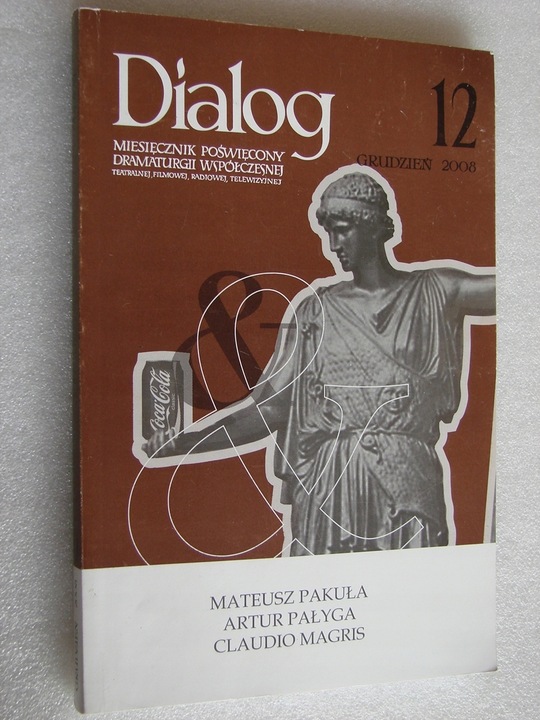 Dialog
12
MIESIĘCZNIK POŚWIĘCONY
DRAMATURGII WSPÓŁCZESNEJ
TEATRALNEJ, FILMOWEJ, RADIOWEJ, TELEWIZYJNEJ
GRUDZIEŃ 2008
&
&
Coca-Cola
MATEUSZ PAKUŁA
ARTUR PAŁYGA
CLAUDIO MAGRIS